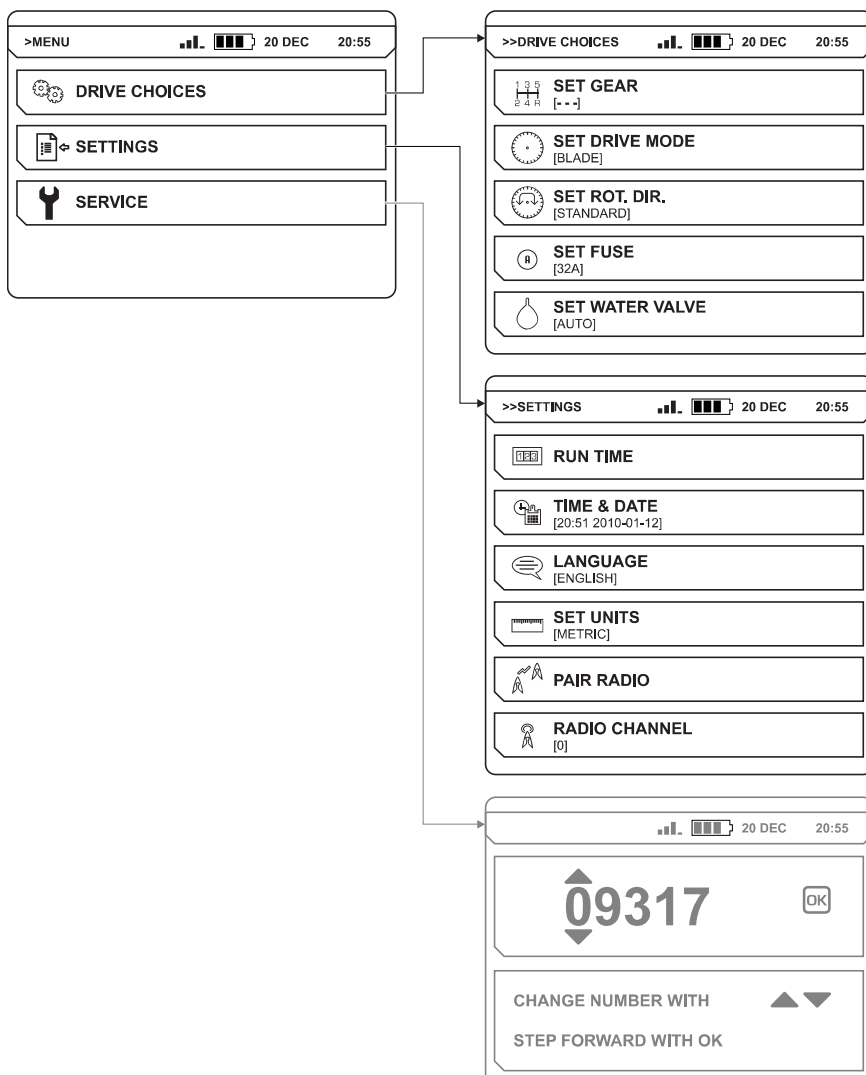 >MENU 20 DEC 20:55
DRIVE CHOICES
SETTINGS
SERVICE
>>DRIVE CHOICES 20 DEC 20:55
1 3 5
2 4 R
SET GEAR
[---]
SET DRIVE MODE
[BLADE]
SET ROT. DIR.
[STANDARD]
A
SET FUSE
[32A]
SET WATER VALVE
[AUTO]
>>SETTINGS 20 DEC 20:55
123
RUN TIME
TIME & DATE
[20:51 2010-01-12]
LANGUAGE
[ENGLISH]
SET UNITS
[METRIC]
PAIR RADIO
RADIO CHANNEL
[0]
20 DEC 20:55
09317 OK
CHANGE NUMBER WITH
STEP FORWARD WITH OK